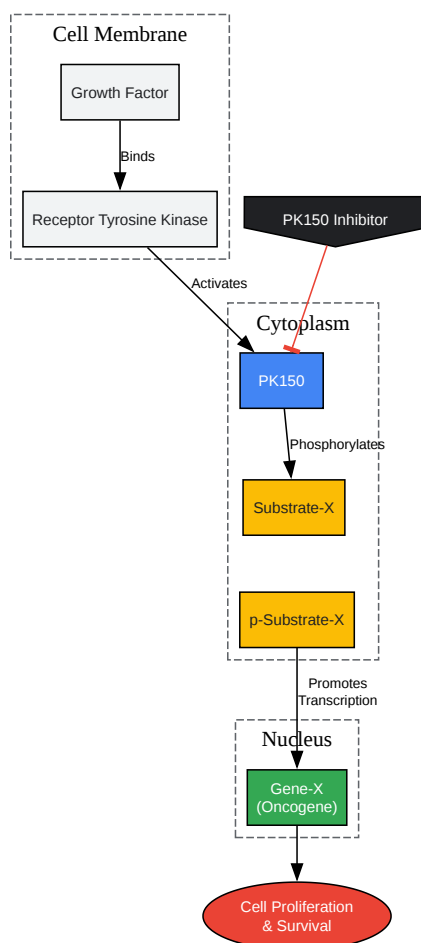 Cell Membrane
Growth Factor
Binds
Receptor Tyrosine Kinase
PK150 Inhibitor
Activates
Cytoplasm
PK150
Phosphorylates
Substrate-X
p-Substrate-X
Promotes
Transcription
Nucleus
Gene-X
(Oncogene)
Cell Proliferation
& Survival